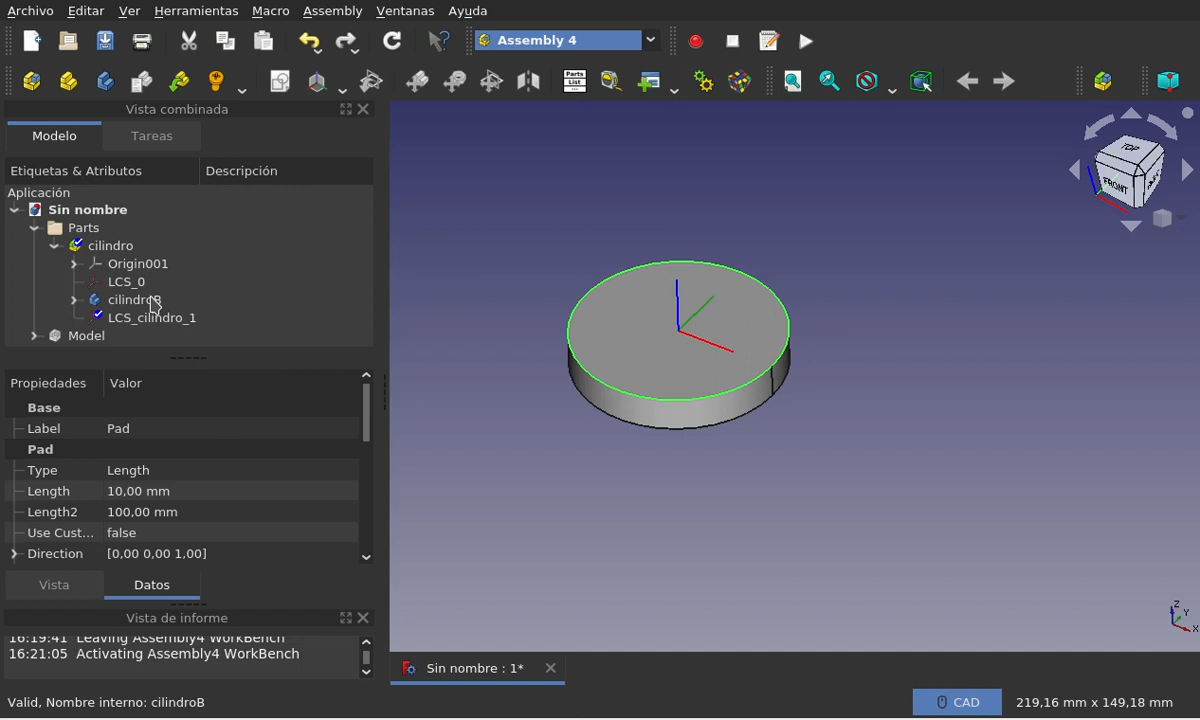 Archivo Editar Ver Herramientas Macro Assembly Ventanas Ayuda
Assembly 4
Parts List
Vista combinada
Modelo Tareas
Etiquetas & Atributos Descripción
Aplicación
Sin nombre
Parts
cilindro
Origin001
LCS_0
cilindroB
LCS_cilindro_1
Model
Propiedades Valor
Base
Label Pad
Pad
Type Length
Length 10,00 mm
Length2 100,00 mm
Use Cust... false
Direction [0,00 0,00 1,00]
Vista Datos
Vista de informe
16:19:41 Leaving Assembly4 WorkBench
16:21:05 Activating Assembly4 WorkBench
TOP
FRONT
Z
Y
X
Sin nombre : 1*
Valid, Nombre interno: cilindroB
CAD 219,16 mm x 149,18 mm